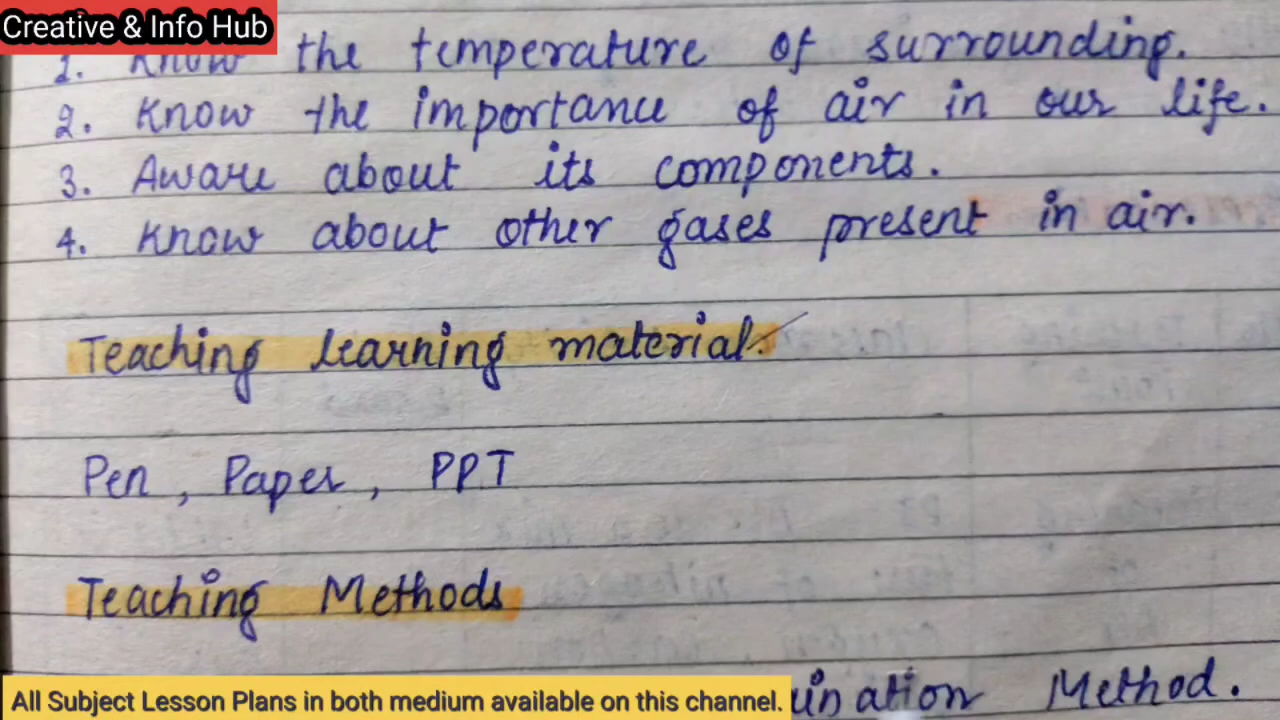 Creative & Info Hub
1. Know the temperature of surrounding.
2. Know the importance of air in our life.
3. Aware about its components.
4. Know about other gases present in air.
Teaching learning material.
Pen, Paper, PPT
Teaching Methods
Method.
All Subject Lesson Plans in both medium available on this channel.